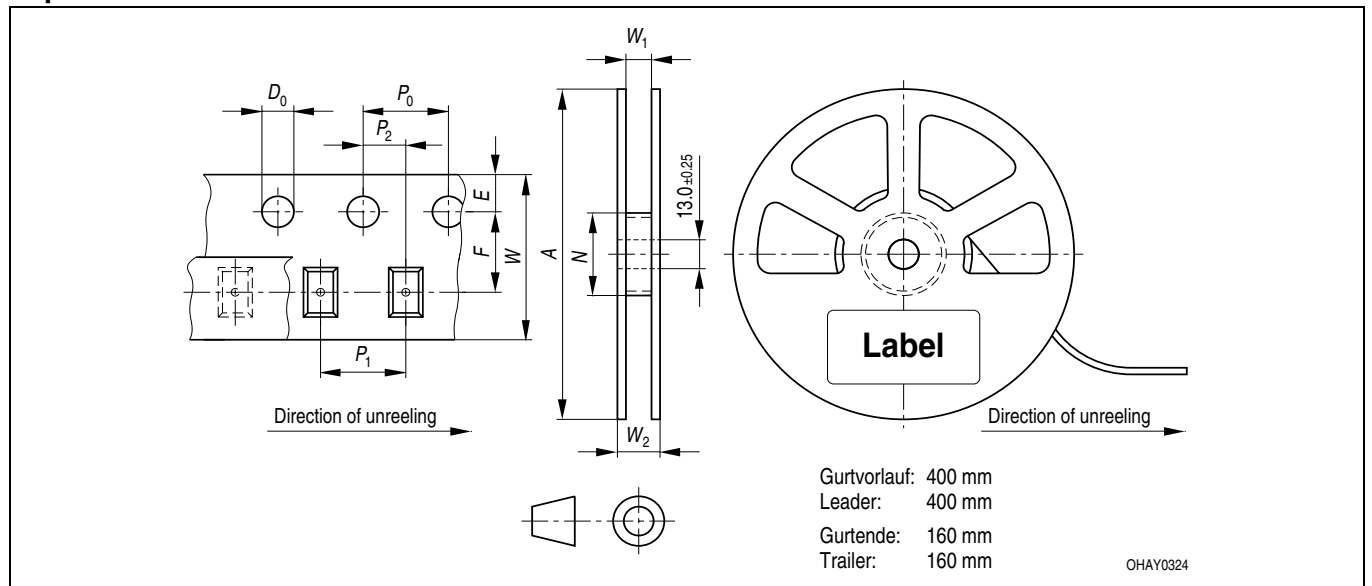 W₁
D₀
P₀
P₂
E
F
W
A
N
13.0±0.25
Label
P₁
Direction of unreeling
Direction of unreeling
W₂
Gurtvorlauf: 400 mm
Leader: 400 mm
Gurtende: 160 mm
Trailer: 160 mm
OHAY0324